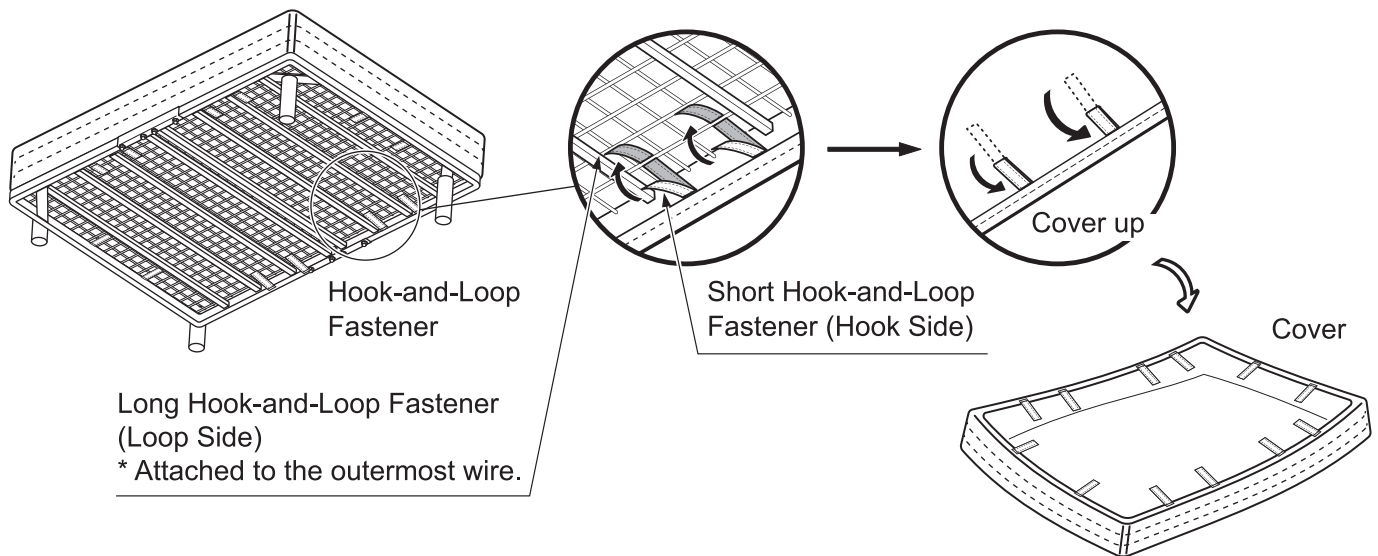 Hook-and-Loop
Fastener
Long Hook-and-Loop Fastener
(Loop Side)
* Attached to the outermost wire.
Short Hook-and-Loop
Fastener (Hook Side)
Cover up
Cover